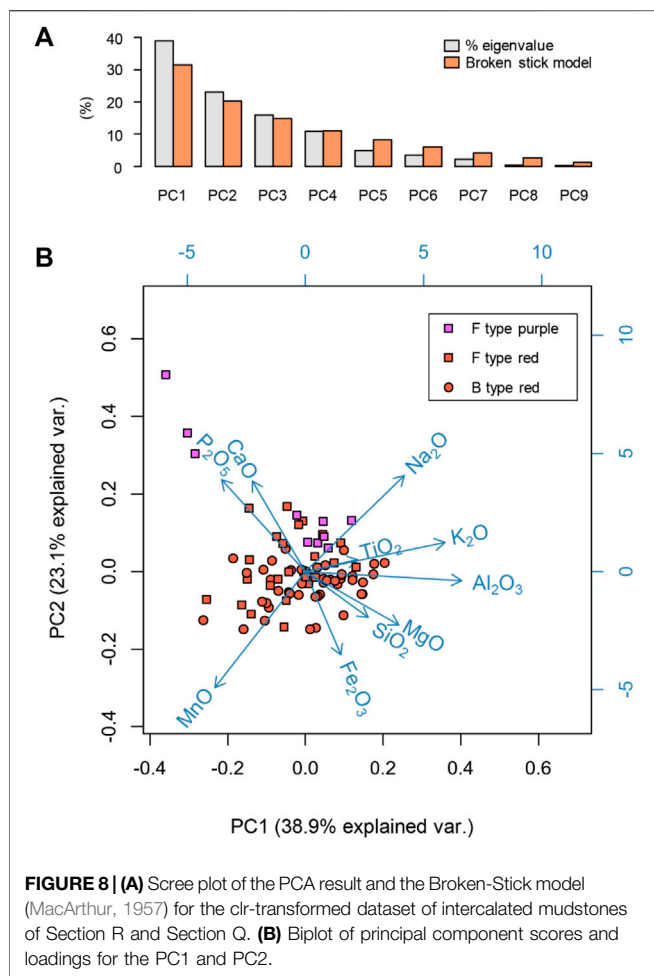 A
40
30
20
10
0
(%)
% eigenvalue
Broken stick model
PC1 PC2 PC3 PC4 PC5 PC6 PC7 PC8 PC9
B
-5 0 5 10
0.6
0.4
0.2
0.0
-0.2
-0.4
PC2 (23.1% explained var.)
F type purple
F type red
B type red
P₂O₅
CaO
Na₂O
TiO₂
K₂O
Al₂O₃
MgO
SiO₂
Fe₂O₃
MnO
10
5
0
-5
-0.4 -0.2 0.0 0.2 0.4 0.6
PC1 (38.9% explained var.)
FIGURE 8 | (A) Scree plot of the PCA result and the Broken-Stick model
(MacArthur, 1957) for the clr-transformed dataset of intercalated mudstones
of Section R and Section Q. (B) Biplot of principal component scores and
loadings for the PC1 and PC2.